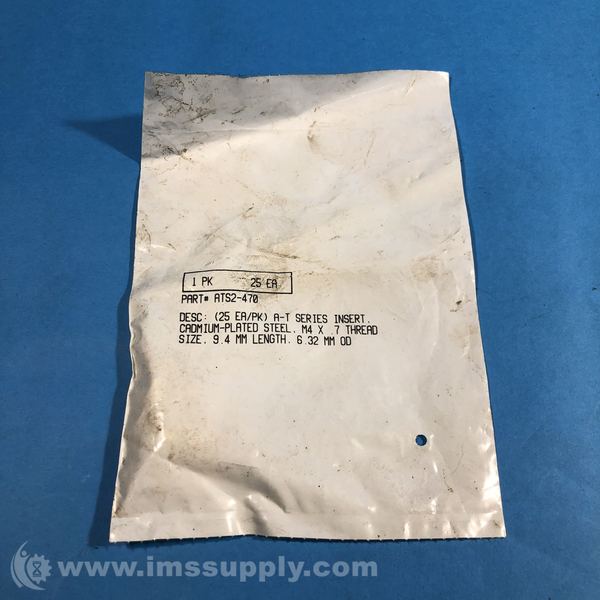 1 PK 25 EA
PART# ATS2-470
DESC: (25 EA/PK) A-T SERIES INSERT.
CADMIUM-PLATED STEEL. M4 X .7 THREAD
SIZE. 9.4 MM LENGTH. 6.32 MM OD
www.imssupply.com